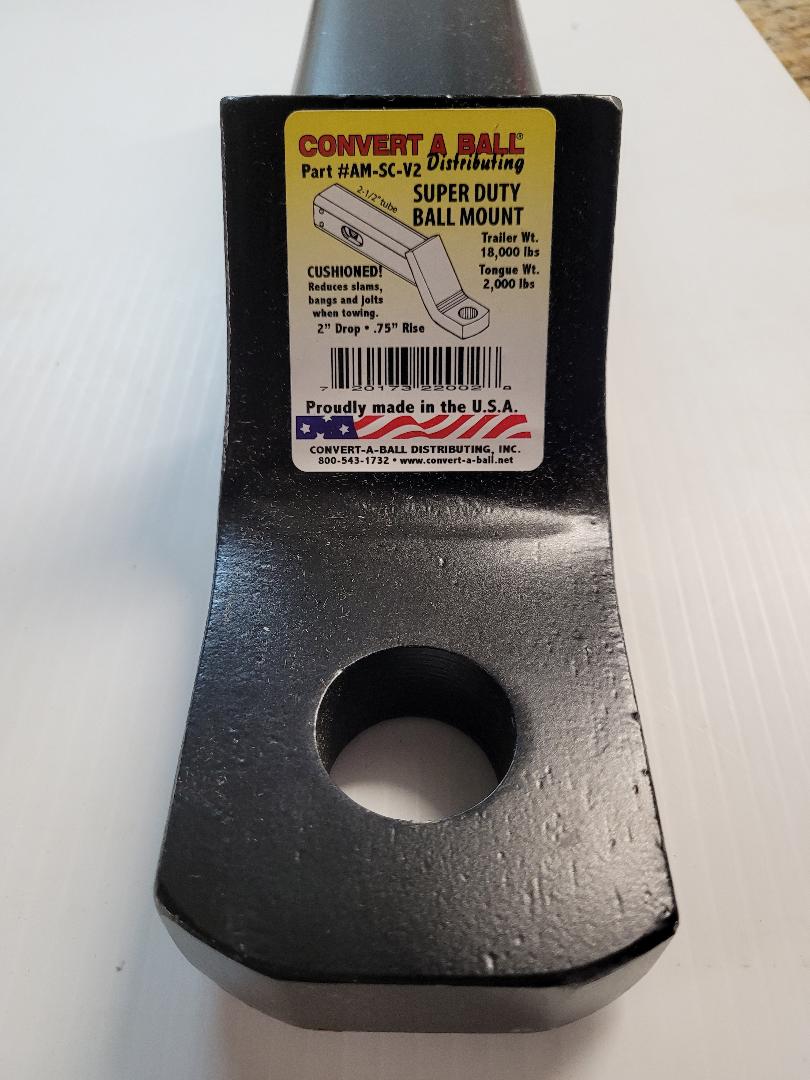 CONVERT A BALL®
Distributing
Part #AM-SC-V2
2-1/2" tube
SUPER DUTY
BALL MOUNT
Trailer Wt.
18,000 lbs
Tongue Wt.
2,000 lbs
CUSHIONED!
Reduces slams,
bangs and jolts
when towing.
2" Drop • .75" Rise
7 20173 22002 8
Proudly made in the U.S.A.
CONVERT-A-BALL DISTRIBUTING, INC.
800-543-1732 • www.convert-a-ball.net